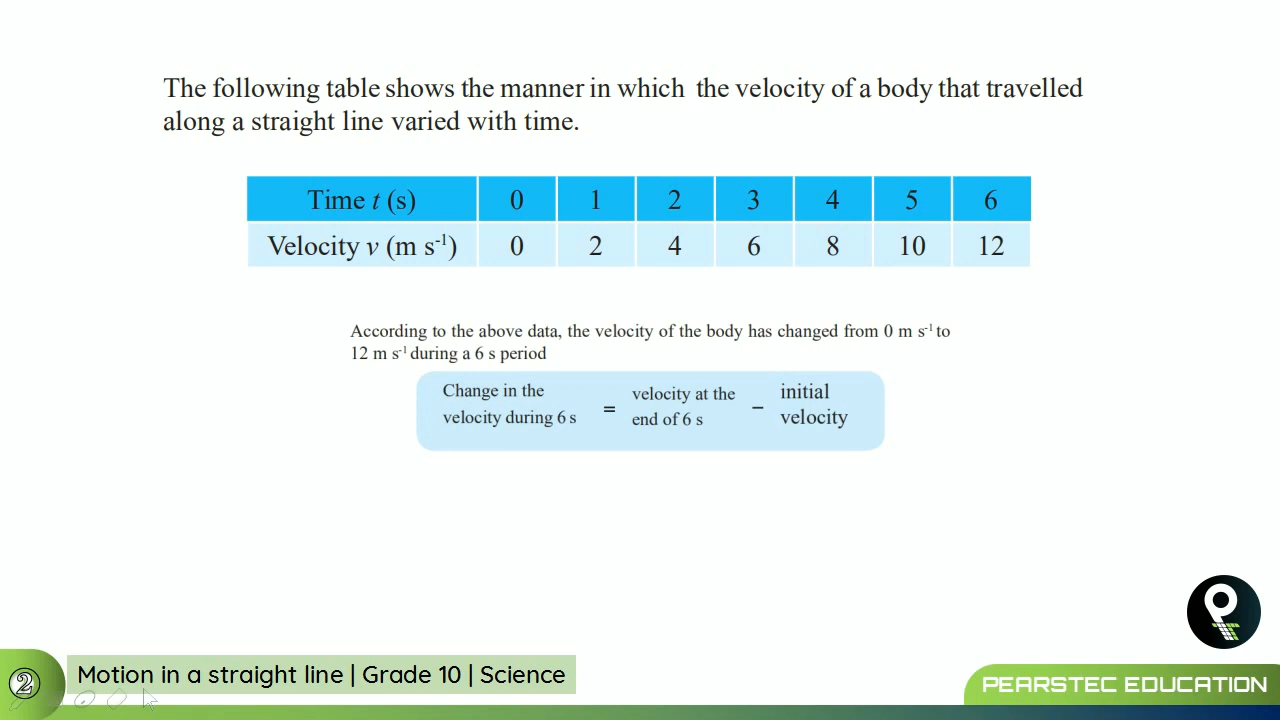 The following table shows the manner in which the velocity of a body that travelled
along a straight line varied with time.
Time t (s) 0 1 2 3 4 5 6
Velocity v (m s⁻¹) 0 2 4 6 8 10 12
According to the above data, the velocity of the body has changed from 0 m s⁻¹ to
12 m s⁻¹ during a 6 s period
Change in the
velocity during 6 s
=
velocity at the
end of 6 s
−
initial
velocity
2
Motion in a straight line | Grade 10 | Science
PEARSTEC EDUCATION